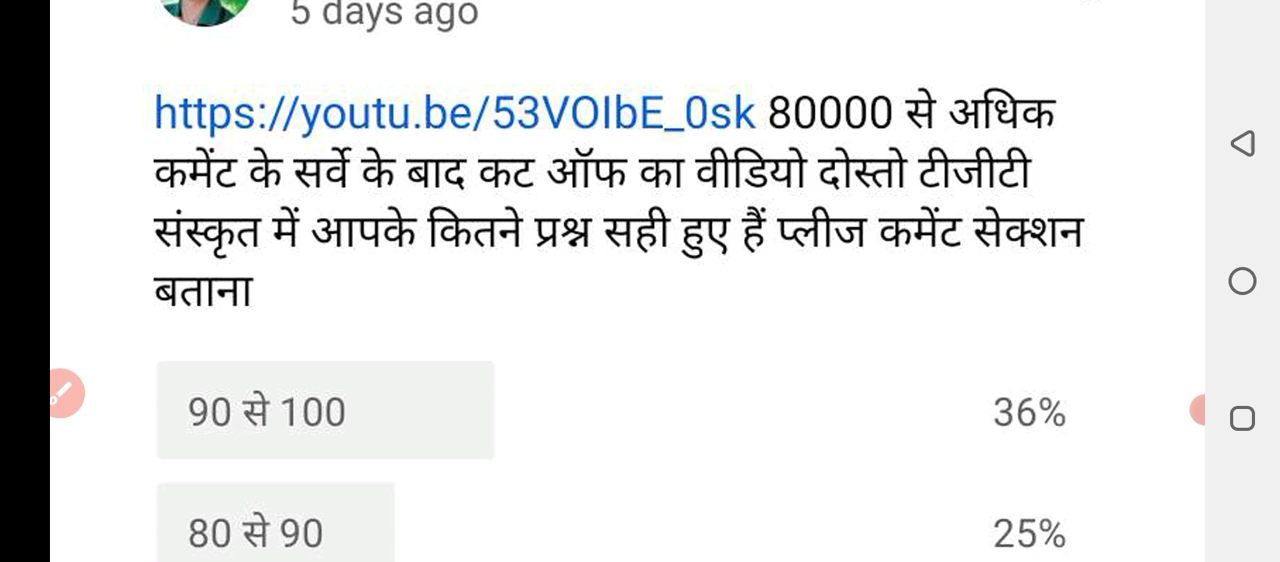 5 days ago
https://youtu.be/53VOIbE_0sk 80000 से अधिक
कमेंट के सर्वे के बाद कट ऑफ का वीडियो दोस्तो टीजीटी
संस्कृत में आपके कितने प्रश्न सही हुए हैं प्लीज कमेंट सेक्शन
बताना
90 से 100 36%
80 से 90 25%